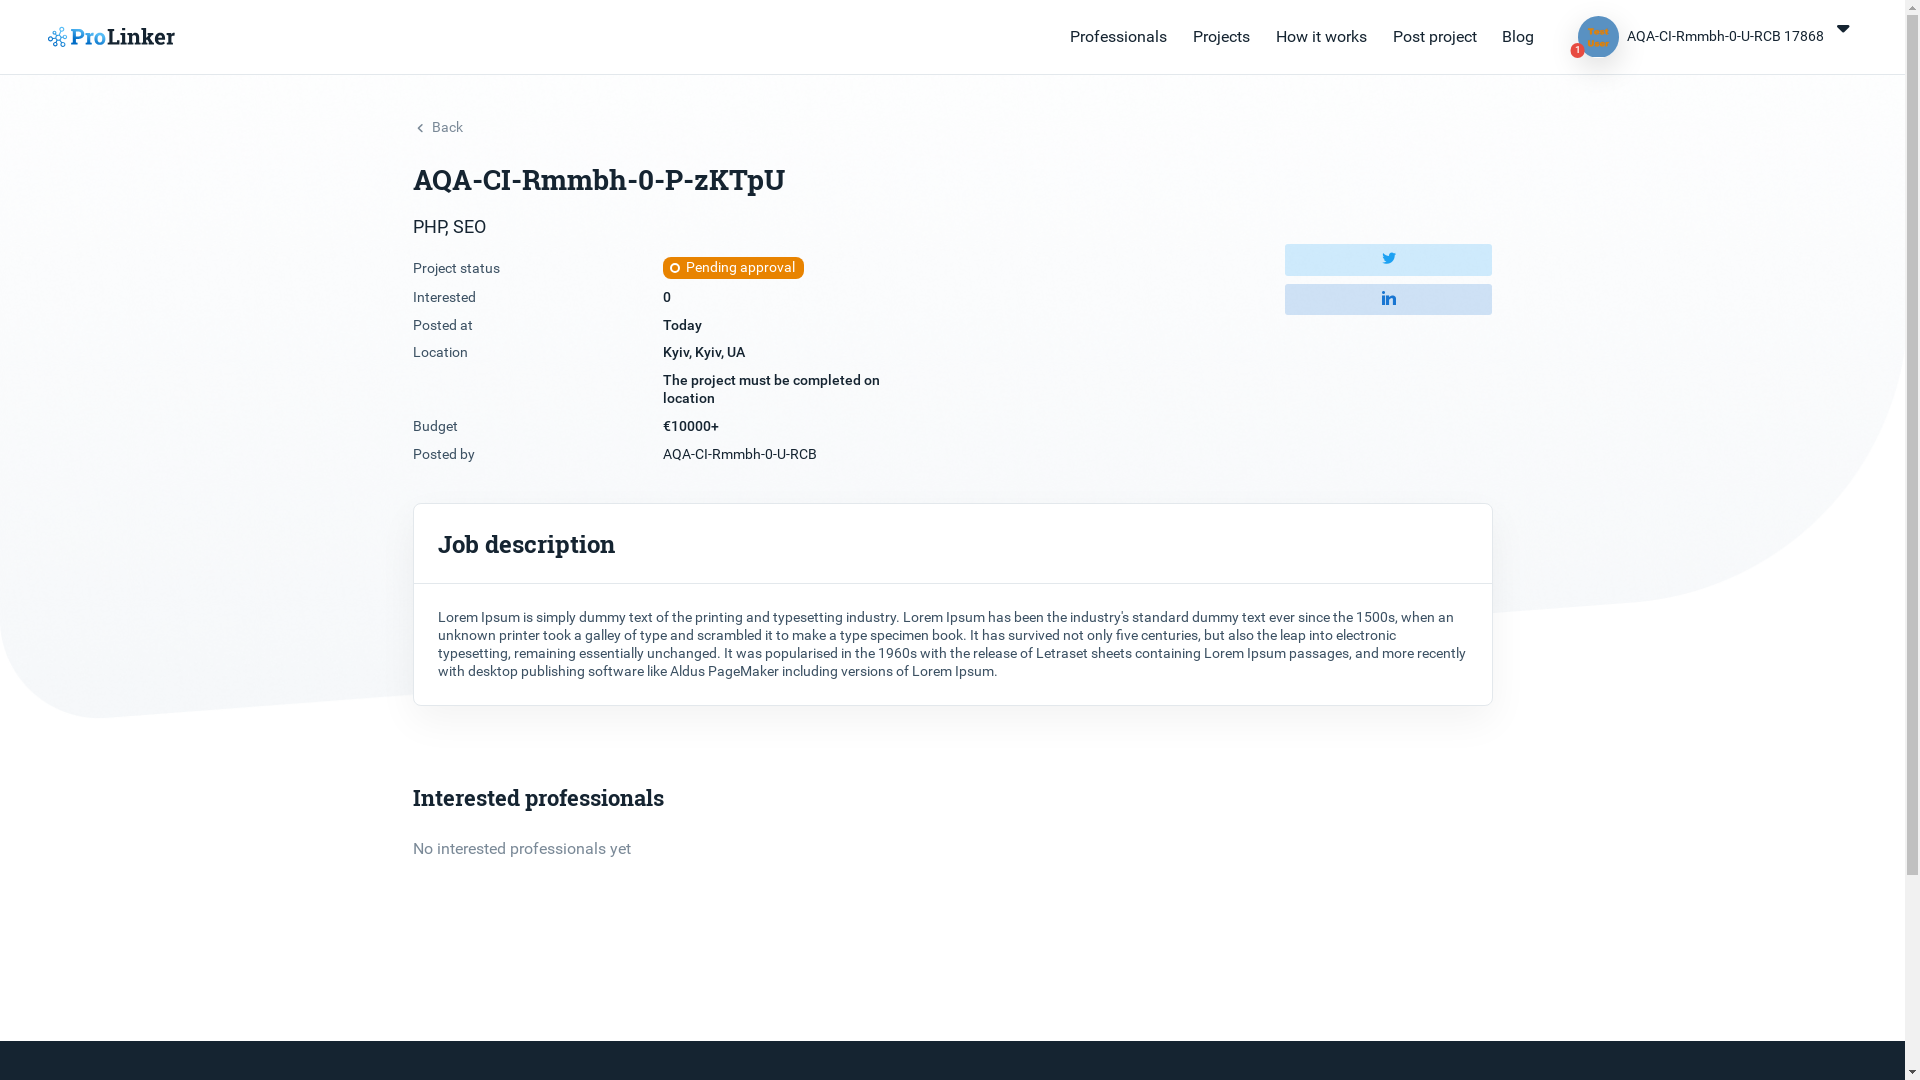 ProLinker
Professionals
Projects
How it works
Post project
Blog
Test
User
1
AQA-CI-Rmmbh-0-U-RCB 17868
Back
AQA-CI-Rmmbh-0-P-zKTpU
PHP, SEO
Project status
Pending approval
Interested
0
Posted at
Today
Location
Kyiv, Kyiv, UA
The project must be completed on
location
Budget
€10000+
Posted by
AQA-CI-Rmmbh-0-U-RCB
Job description
Lorem Ipsum is simply dummy text of the printing and typesetting industry. Lorem Ipsum has been the industry's standard dummy text ever since the 1500s, when an
unknown printer took a galley of type and scrambled it to make a type specimen book. It has survived not only five centuries, but also the leap into electronic
typesetting, remaining essentially unchanged. It was popularised in the 1960s with the release of Letraset sheets containing Lorem Ipsum passages, and more recently
with desktop publishing software like Aldus PageMaker including versions of Lorem Ipsum.
Interested professionals
No interested professionals yet